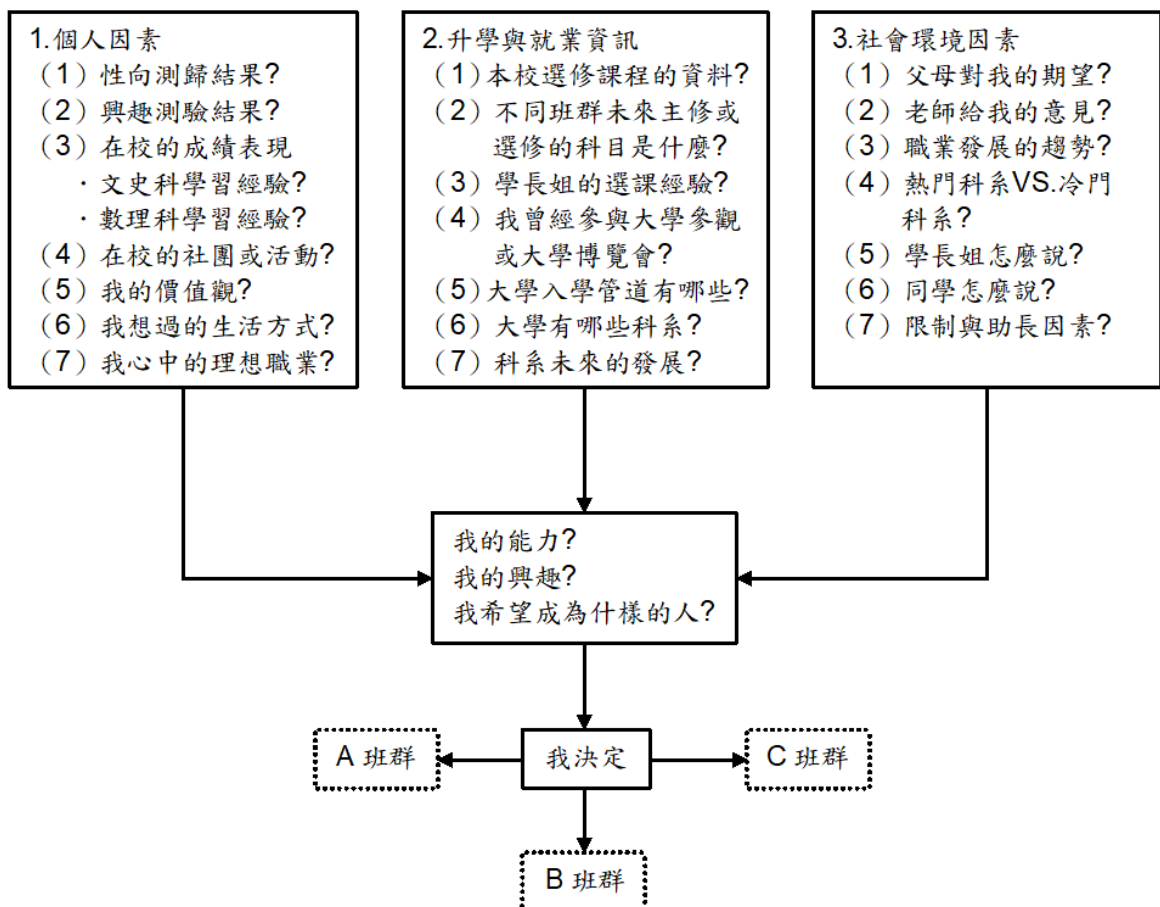 1.個人因素
（1）性向測歸結果?
（2）興趣測驗結果?
（3）在校的成績表現
．文史科學習經驗?
．數理科學習經驗?
（4）在校的社團或活動?
（5）我的價值觀?
（6）我想過的生活方式?
（7）我心中的理想職業?
2.升學與就業資訊
（1）本校選修課程的資料?
（2）不同班群未來主修或
選修的科目是什麼?
（3）學長姐的選課經驗?
（4）我曾經參與大學參觀
或大學博覽會?
（5）大學入學管道有哪些?
（6）大學有哪些科系?
（7）科系未來的發展?
3.社會環境因素
（1）父母對我的期望?
（2）老師給我的意見?
（3）職業發展的趨勢?
（4）熱門科系VS.冷門
科系?
（5）學長姐怎麼說?
（6）同學怎麼說?
（7）限制與助長因素?
我的能力?
我的興趣?
我希望成為什樣的人?
A 班群
我決定
C 班群
B 班群